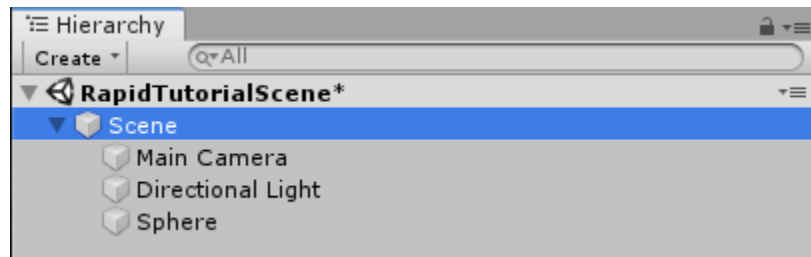 Hierarchy
Create All
RapidTutorialScene*
Scene
Main Camera
Directional Light
Sphere